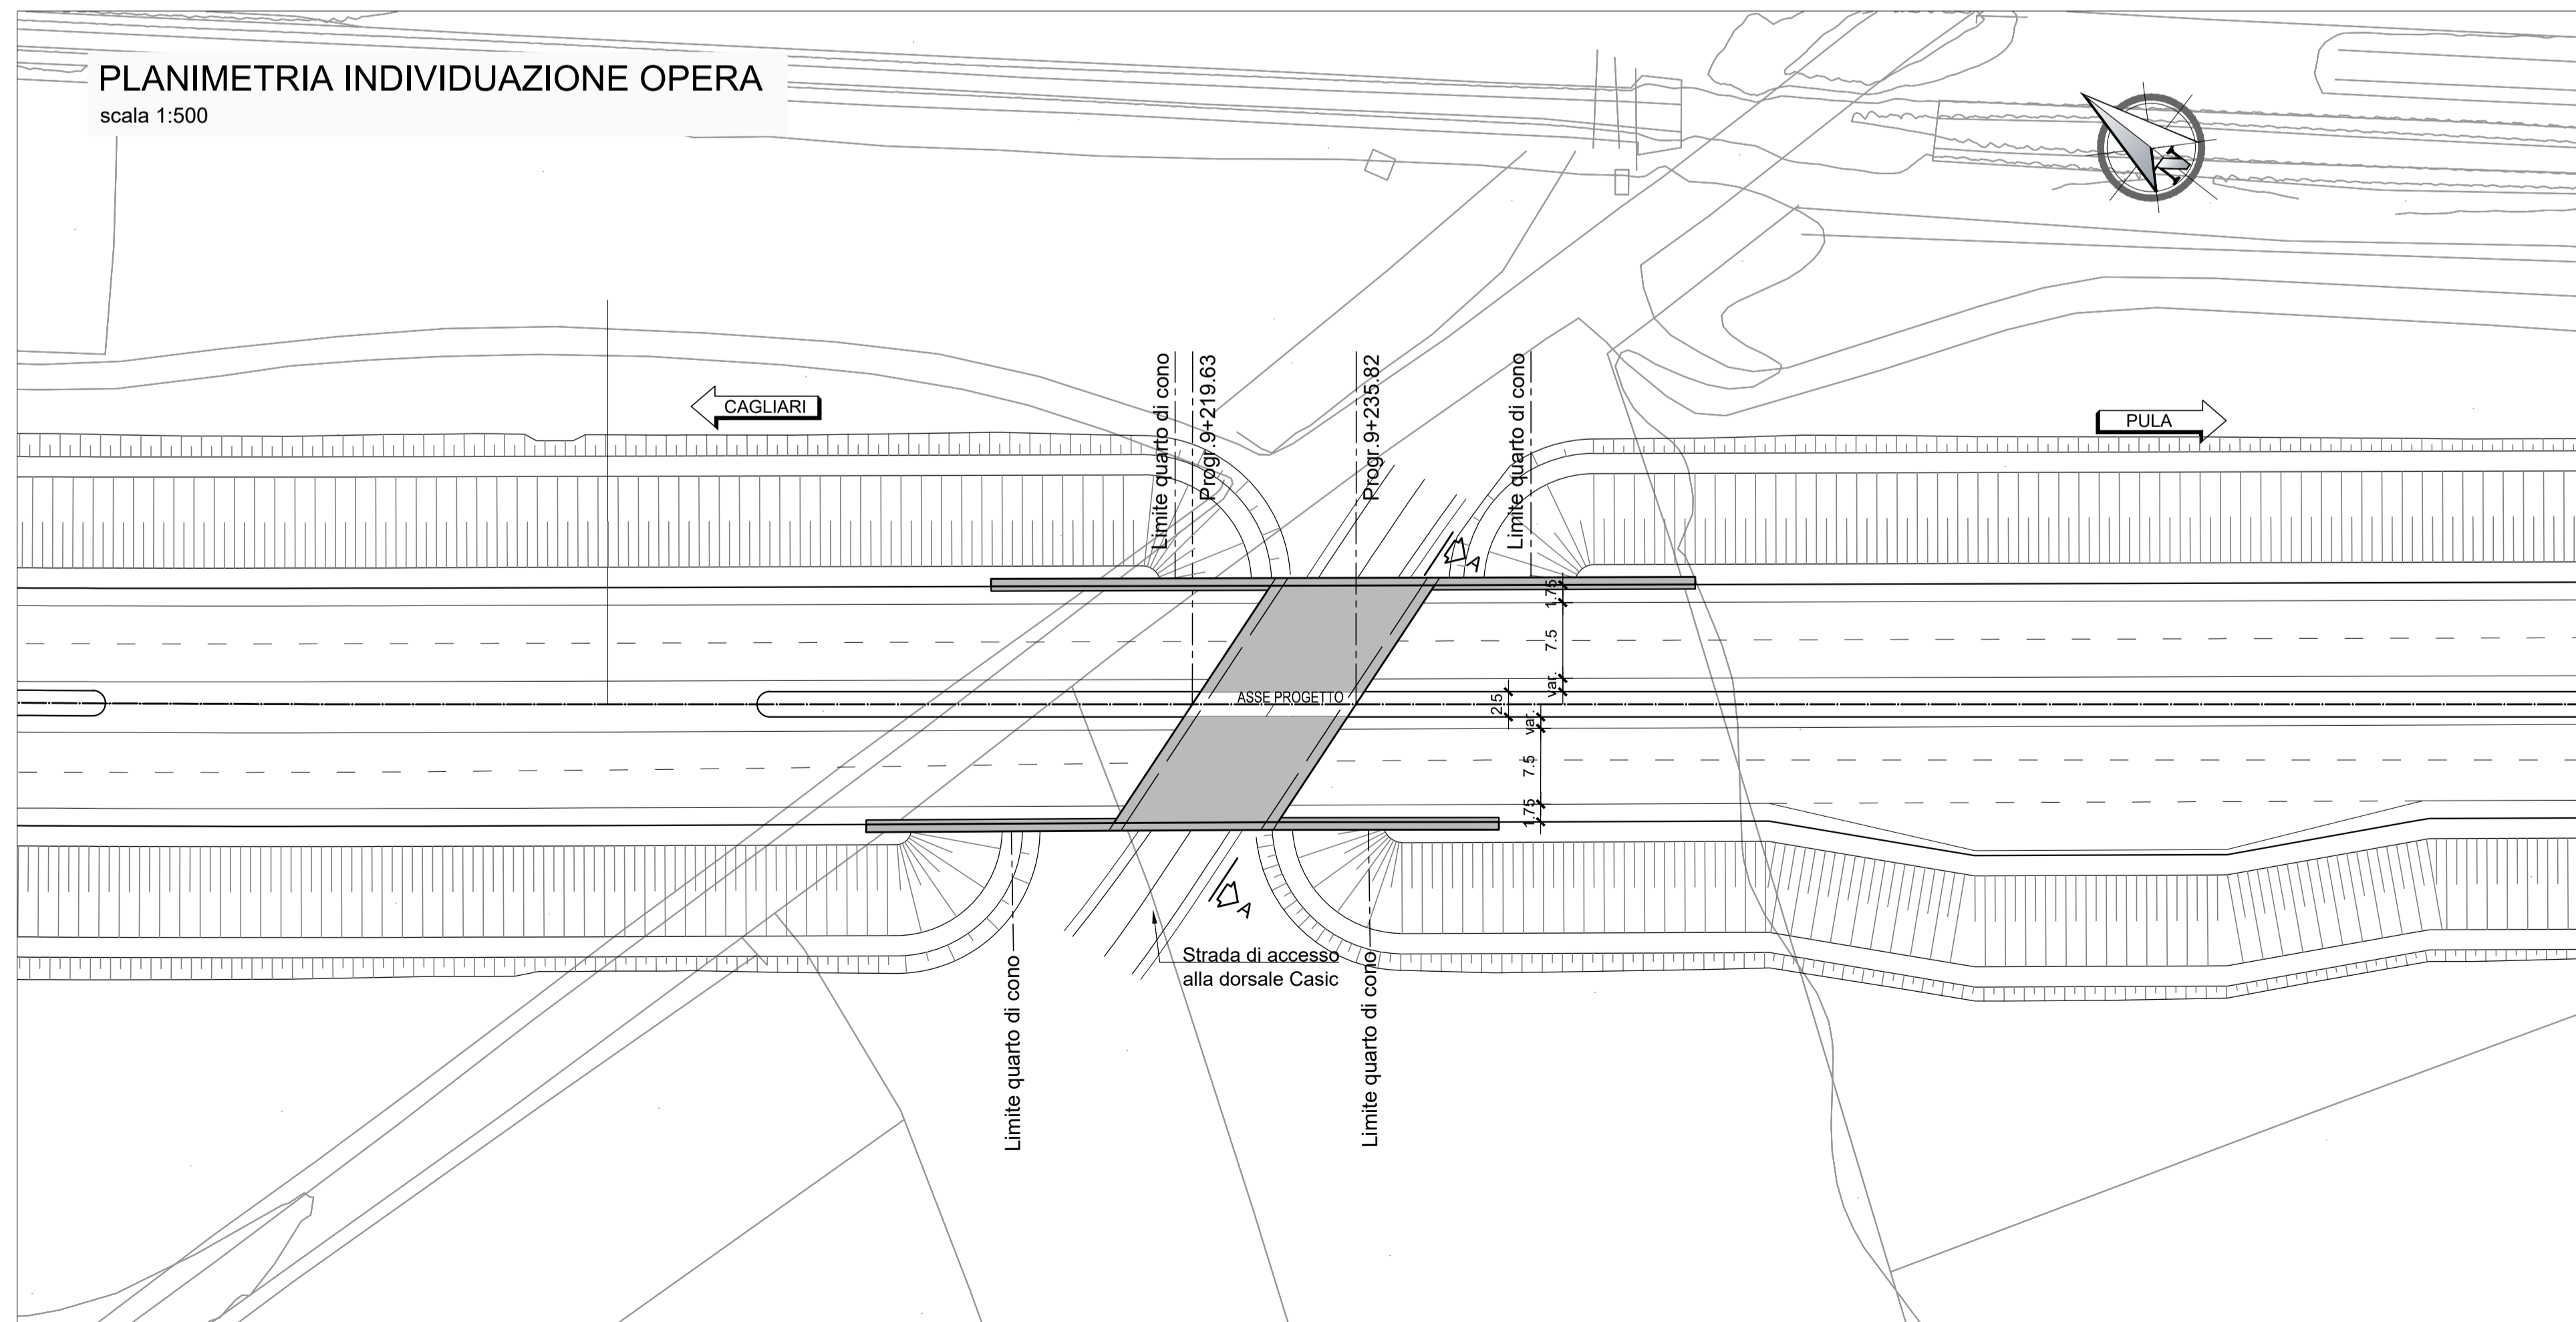 PLANIMETRIA INDIVIDUAZIONE OPERA
scala 1:500
N
CAGLIARI
PULA
Limite quarto di cono
Progr.9+219.63
Progr.9+235.82
Limite quarto di cono
A
1.75
7.5
var.
2.5
ASSE PROGETTO
var.
7.5
1.75
A
Strada di accesso
alla dorsale Casic
Limite quarto di cono
Limite quarto di cono